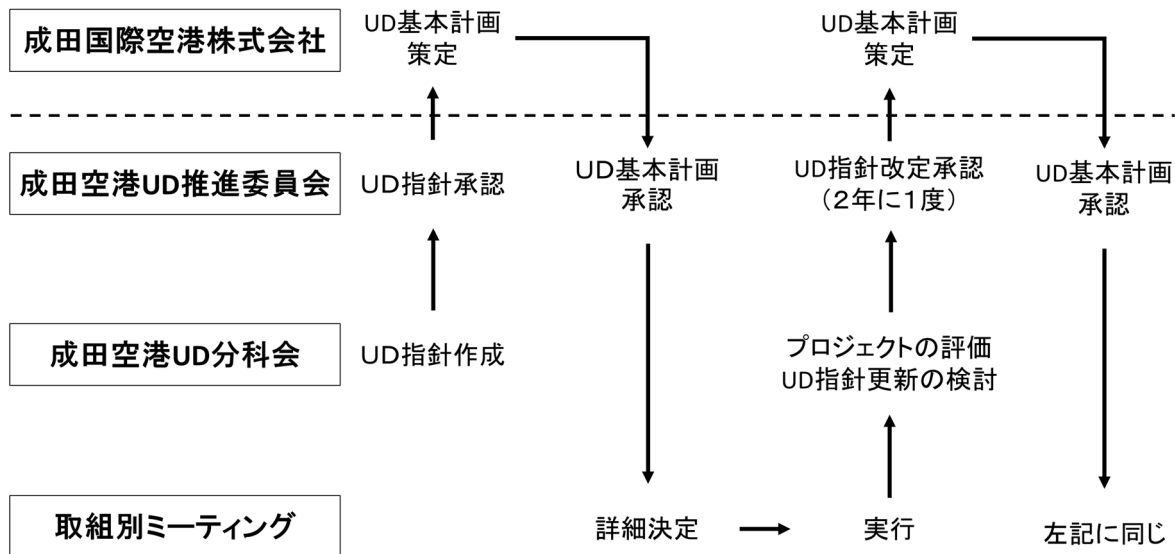 成田国際空港株式会社
UD基本計画
策定
UD基本計画
策定
成田空港UD推進委員会
UD指針承認
UD基本計画
承認
UD指針改定承認
(2年に1度)
UD基本計画
承認
成田空港UD分科会
UD指針作成
プロジェクトの評価
UD指針更新の検討
取組別ミーティング
詳細決定
実行
左記に同じ